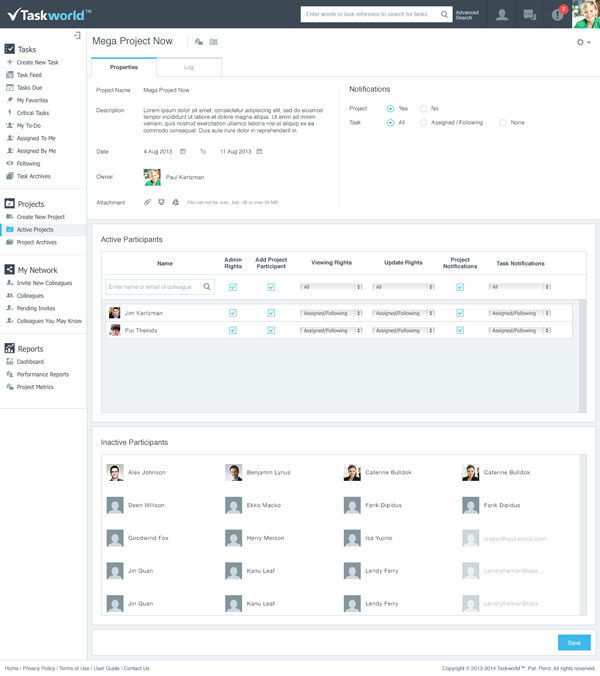 Taskworld™
Enter words or task reference to search for tasks
Advanced
Search
2
Mega Project Now
Tasks
Create New Task
Task Feed
Tasks Due
My Favorites
Critical Tasks
My To-Do
Assigned To Me
Assigned By Me
Following
Task Archives
Projects
Create New Project
Active Projects
Project Archives
My Network
Invite New Colleagues
Colleagues
Pending Invites
Colleagues You May Know
Reports
Dashboard
Performance Reports
Project Metrics
Properties
Log
Project Name
Mega Project Now
Description
Lorem ipsum dolor sit amet, consectetur adipisicing elit, sed do eiusmod
tempor incididunt ut labore et dolore magna aliqua. Ut enim ad minim
veniam, quis nostrud exercitation ullamco laboris nisi ut aliquip ex ea
commodo consequat. Duis aute irure dolor in reprehenderit in.
Date
4 Aug 2013
To
11 Aug 2013
Owner
Paul Kertzman
Attachment
File can not be .exe, .bat, .dll or over 50 MB
Notifications
Project
Yes
No
Task
All
Assigned / Following
None
Active Participants
Name
Admin
Rights
Add Project
Participant
Viewing Rights
Update Rights
Project
Notifications
Task Notifications
Enter name or email of colleague
All
All
All
Jim Kertzman
Assigned/Following
Assigned/Following
Assigned/Following
Pui Thekids
Assigned/Following
Assigned/Following
Assigned/Following
Inactive Participants
Alex Johnson
Benjamin Lynus
Caterine Bulldok
Caterine Bulldok
Deen Willson
Ekko Macko
Fank Dipidus
Fank Dipidus
Goodwind Fox
Herry Merson
Isa Yujino
Jin Quan
Kanu Leaf
Lendy Ferry
Jin Quan
Kanu Leaf
Lendy Ferry
Save
Home | Privacy Policy | Terms of Use | User Guide | Contact Us
Copyright © 2013-2014 Taskworld™. Pat. Pend. All rights reserved.